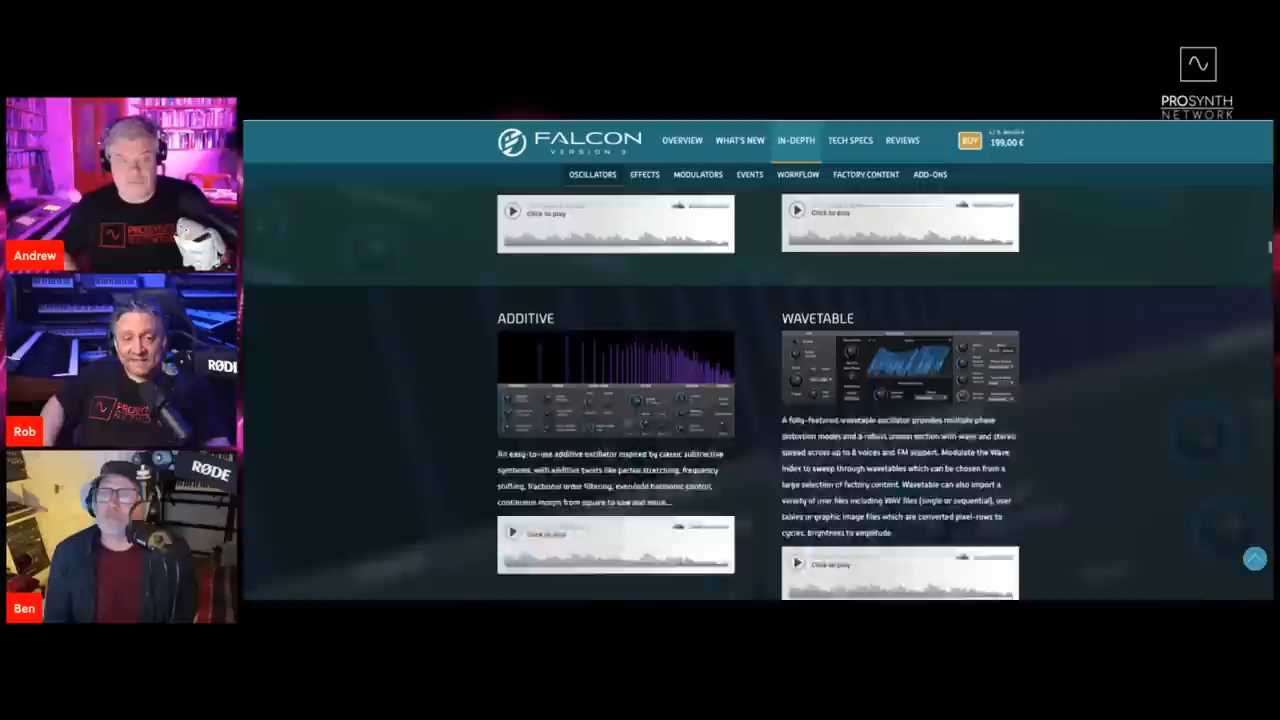 PROSYNTH
NETWORK
FALCON
VERSION 3
OVERVIEW
WHAT'S NEW
IN-DEPTH
TECH SPECS
REVIEWS
BUY
199,00 €
OSCILLATORS
EFFECTS
MODULATORS
EVENTS
WORKFLOW
FACTORY CONTENT
ADD-ONS
Click to play
Click to play
ADDITIVE
An easy-to-use additive oscillator inspired by classic subtractive
synthesis, with additive twists like partial stretching, frequency
shifting, fractional order filtering, even/odd harmonic control,
continuous morph from square to saw and more...
Click to play
WAVETABLE
A fully-featured wavetable oscillator provides multiple phase
distortion modes and a robust unison section with wave and stereo
spread across up to 8 voices and FM support. Modulate the Wave
Index to sweep through wavetables which can be chosen from a
large selection of factory content. Wavetable can also import a
variety of user files including WAV files (single or sequential), user
tables or graphic image files which are converted pixel-rows to
cycles, brightness to amplitude.
Click to play
Andrew
PROSYNTH
RØDE
Rob
RØDE
Ben